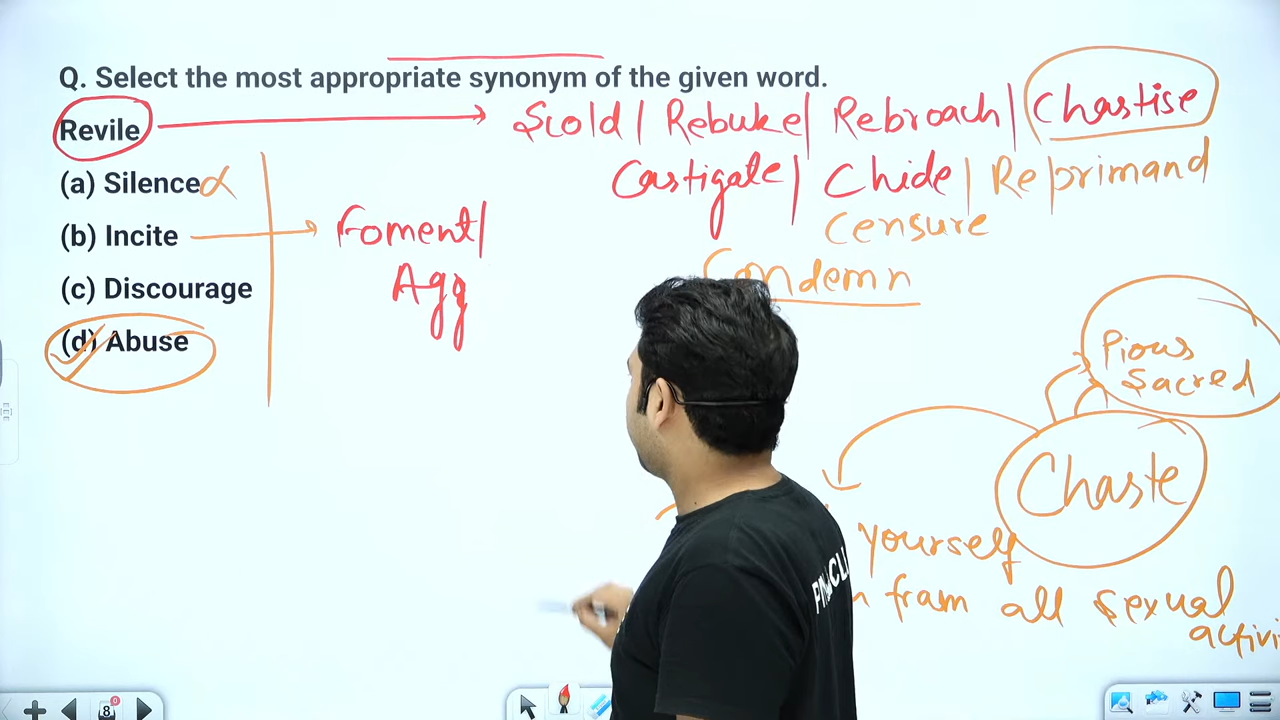 Q. Select the most appropriate synonym of the given word.
Revile → Scold / Rebuke / Rebroach / Chastise
Castigate / Chide / Reprimand
Censure
Condemn
(a) Silence
(b) Incite → Foment /
Agg
(c) Discourage
(d) Abuse
Pious
Sacred
Chaste
yourself
fram all sexual
activi
8